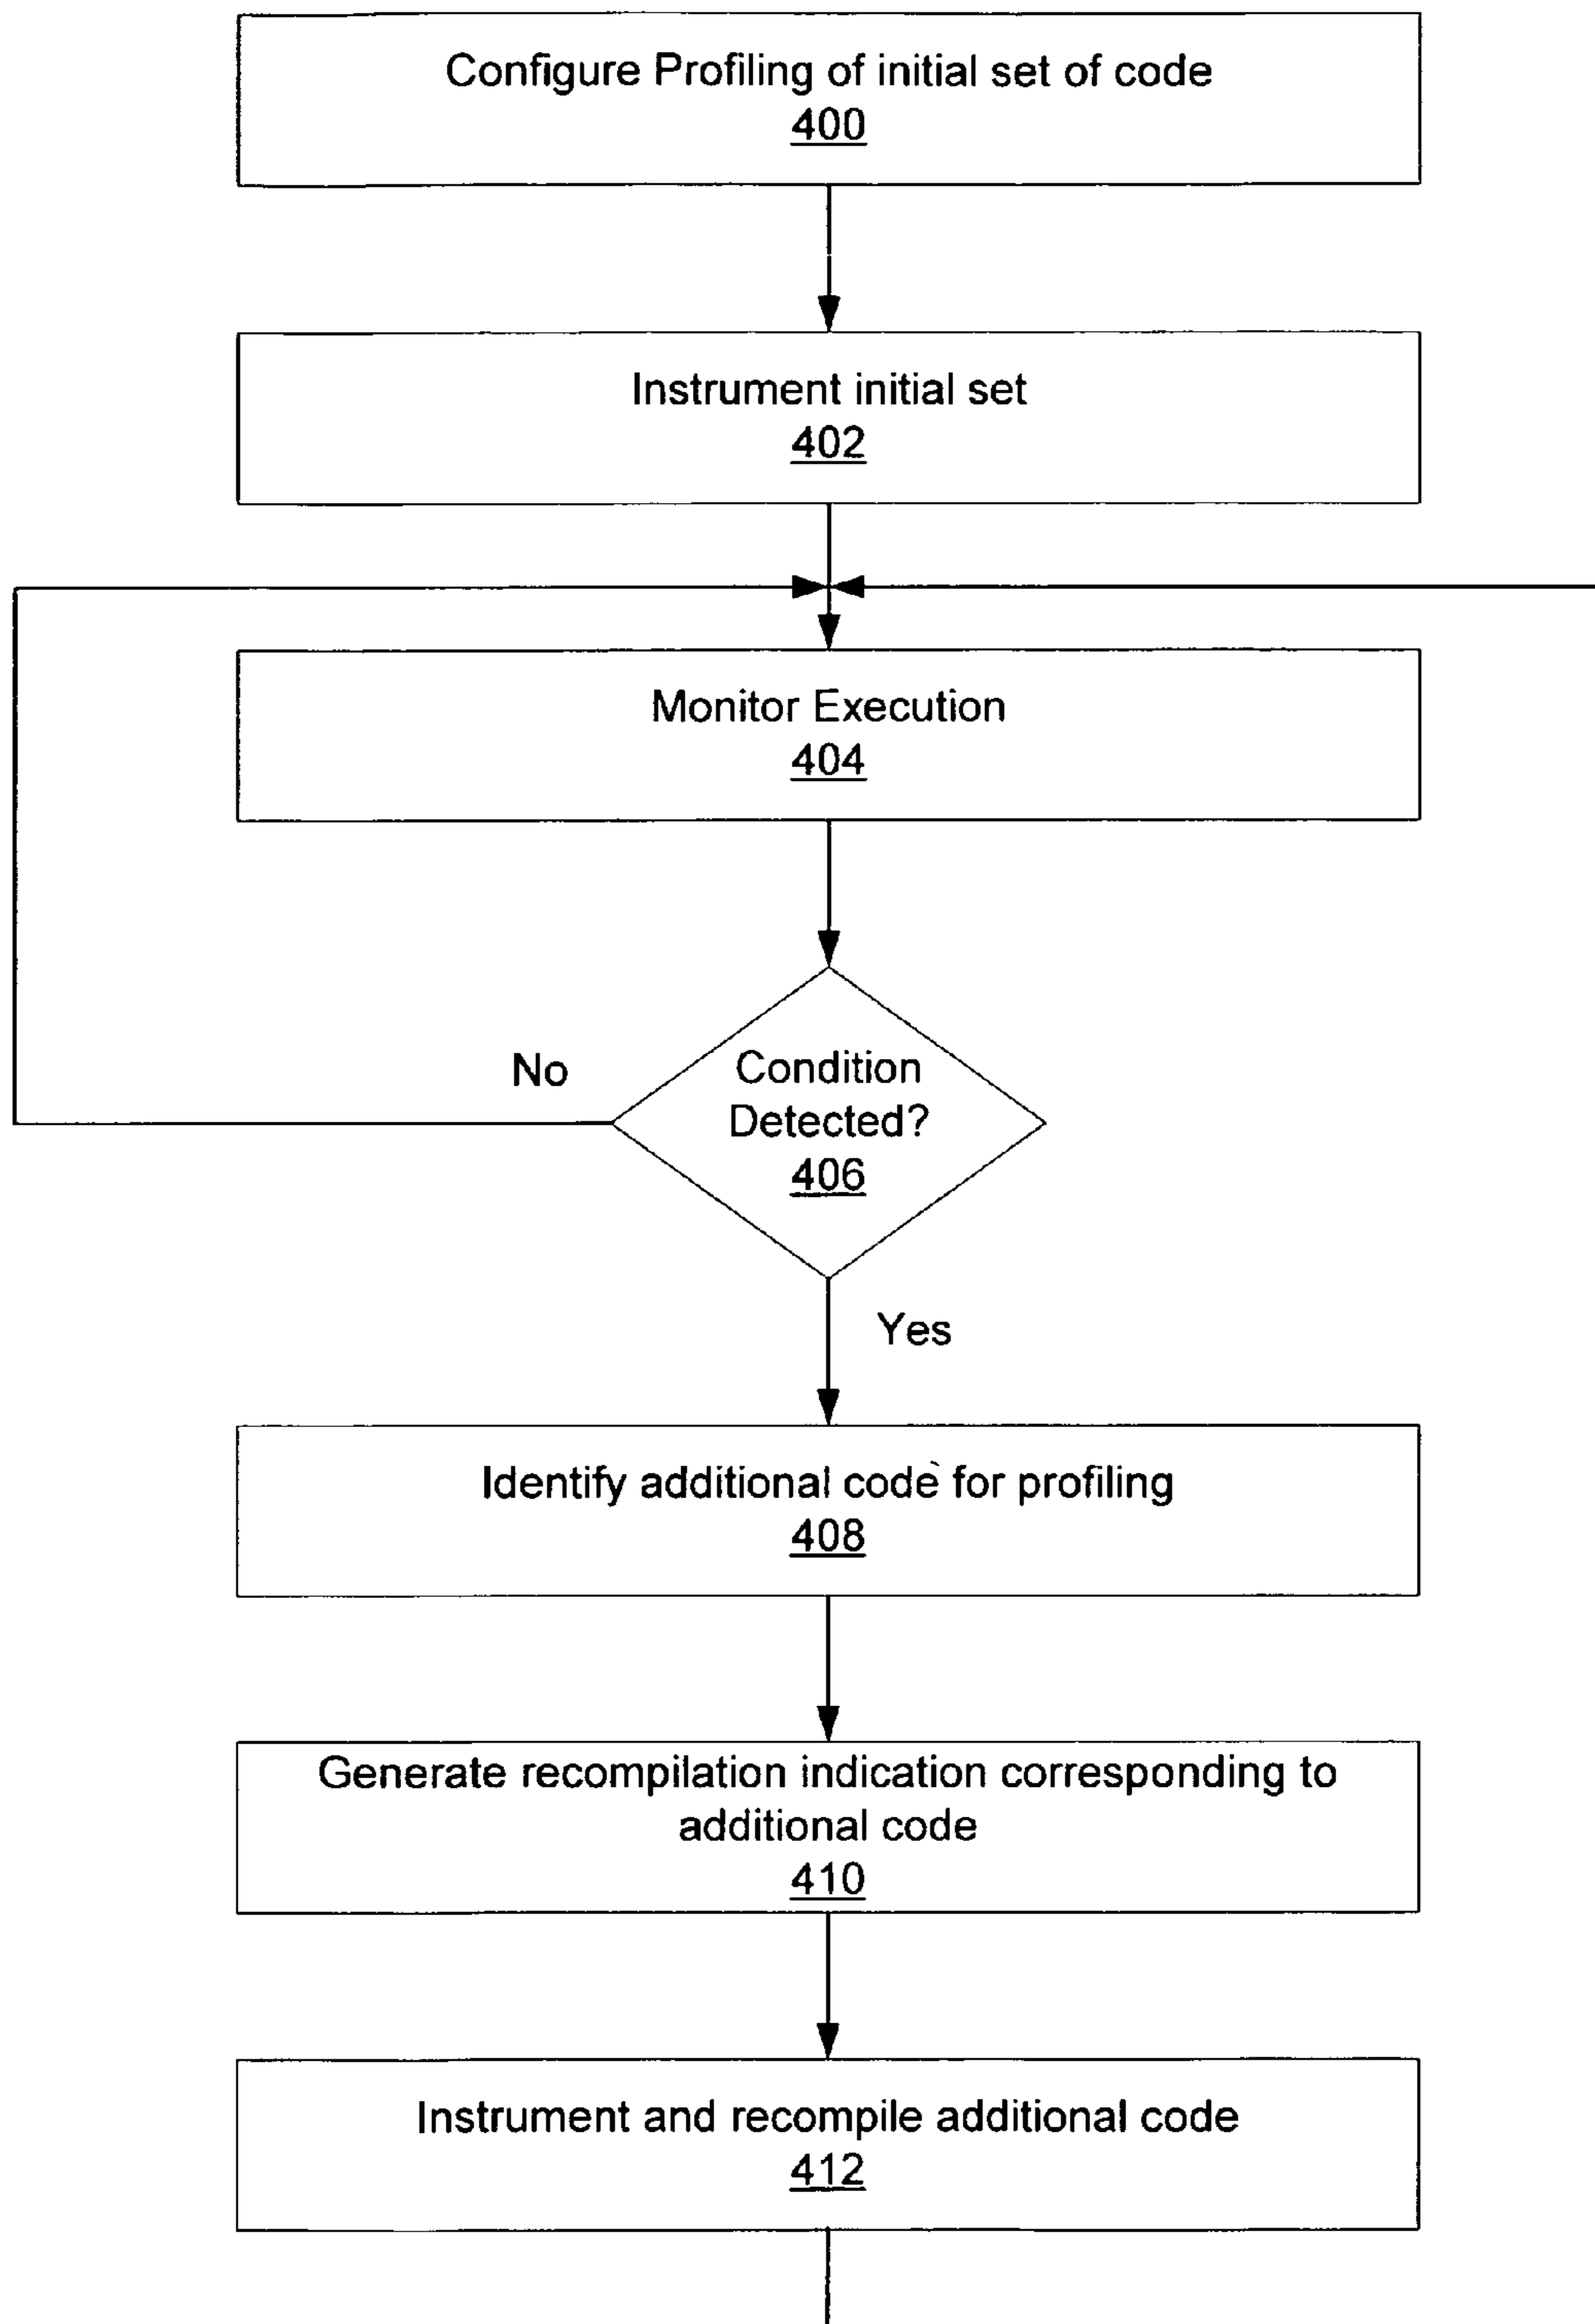 Configure Profiling of initial set of code
400
Instrument initial set
402
Monitor Execution
404
No
Condition
Detected?
406
Yes
Identify additional code for profiling
408
Generate recompilation indication corresponding to
additional code
410
Instrument and recompile additional code
412